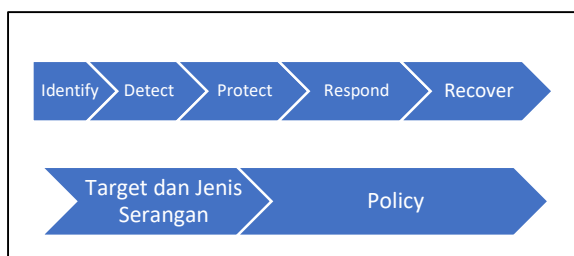 Identify Detect Protect Respond Recover
Target dan Jenis
Serangan
Policy